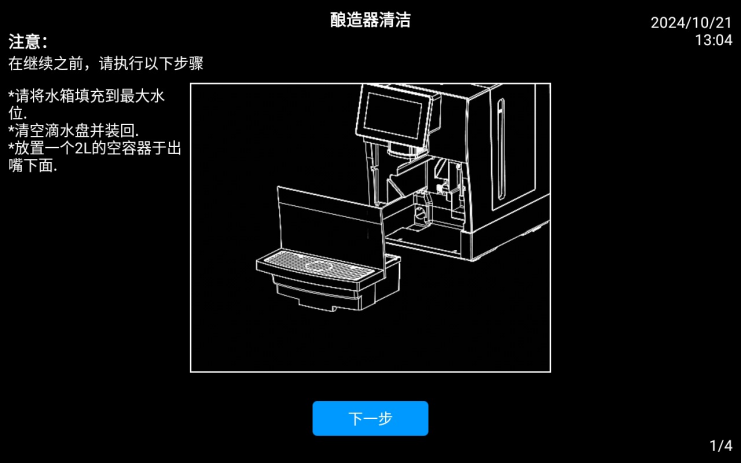 酿造器清洁
2024/10/21
13:04
注意：
在继续之前，请执行以下步骤
*请将水箱填充到最大水
位.
*清空滴水盘并装回.
*放置一个2L的空容器于出
嘴下面.
下一步
1/4